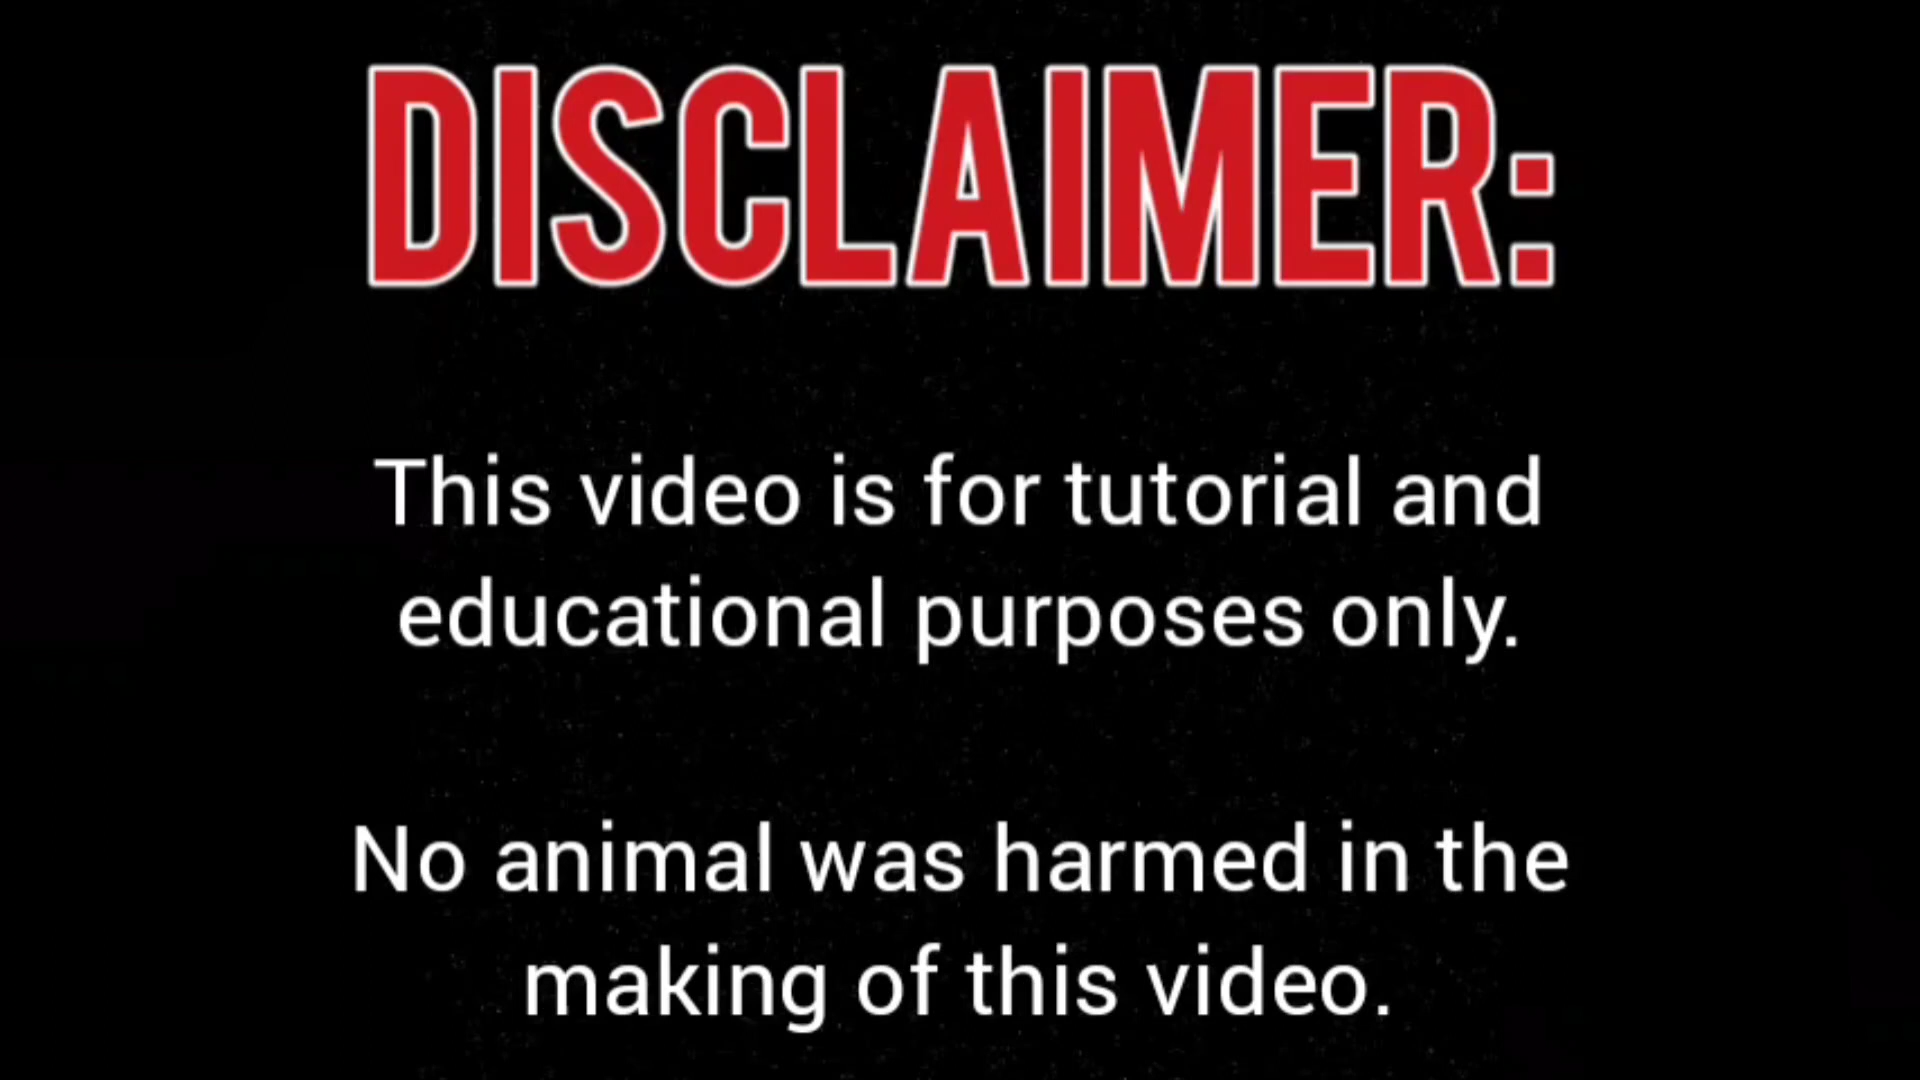 DISCLAIMER:
This video is for tutorial and
educational purposes only.
No animal was harmed in the
making of this video.